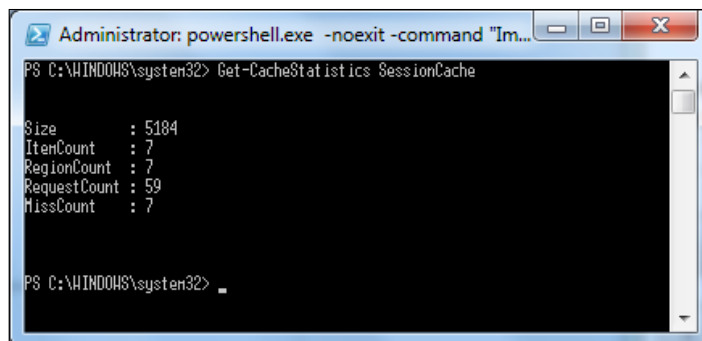 Administrator: powershell.exe -noexit -command "Im...
PS C:\WINDOWS\system32> Get-CacheStatistics SessionCache
Size : 5184
ItemCount : 7
RegionCount : 7
RequestCount : 59
MissCount : 7
PS C:\WINDOWS\system32> _